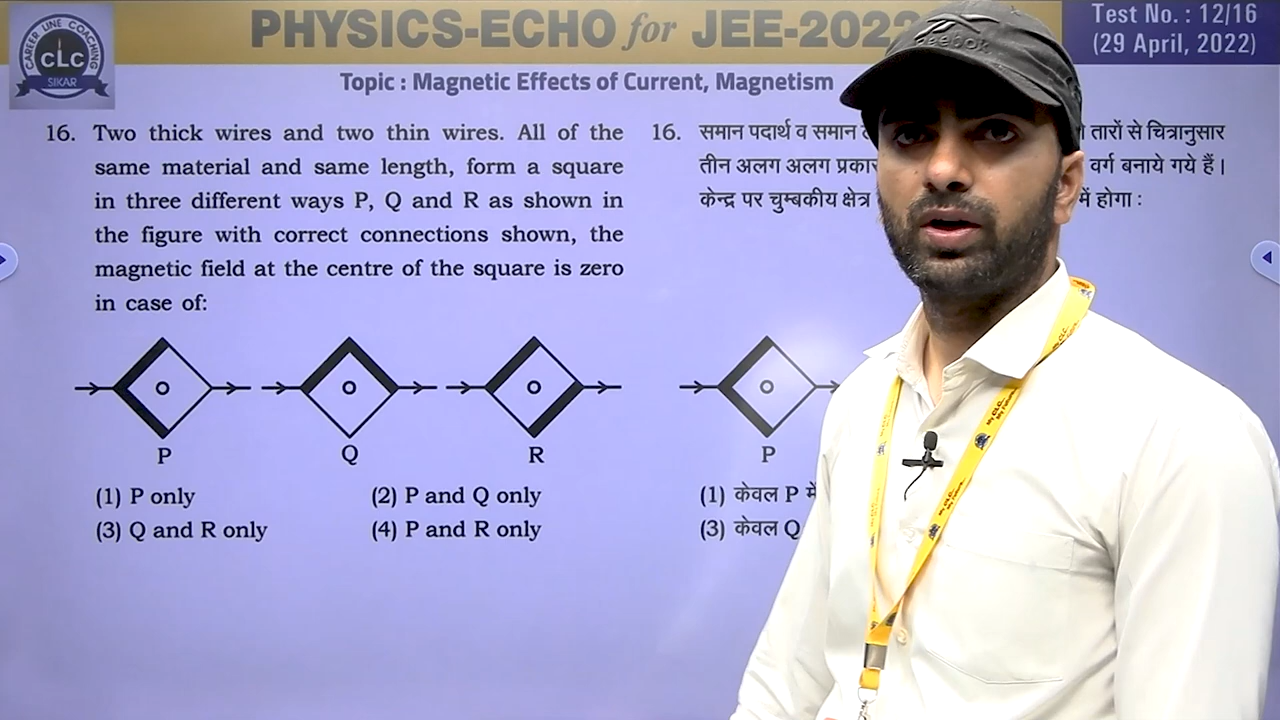 CAREER LINE COACHING
CLC
SIKAR
PHYSICS-ECHO for JEE-202
Test No. : 12/16
(29 April, 2022)
Topic : Magnetic Effects of Current, Magnetism
16. Two thick wires and two thin wires. All of the
same material and same length, form a square
in three different ways P, Q and R as shown in
the figure with correct connections shown, the
magnetic field at the centre of the square is zero
in case of:
P
Q
R
(1) P only
(2) P and Q only
(3) Q and R only
(4) P and R only
16. समान पदार्थ व समान तारों से चित्रानुसार
तीन अलग अलग वर्ग बनाये गये हैं।
केन्द्र पर चुम्बकीय क्षेत्र में होगा :
P
(1) केवल P में
(3) केवल Q
Reebok